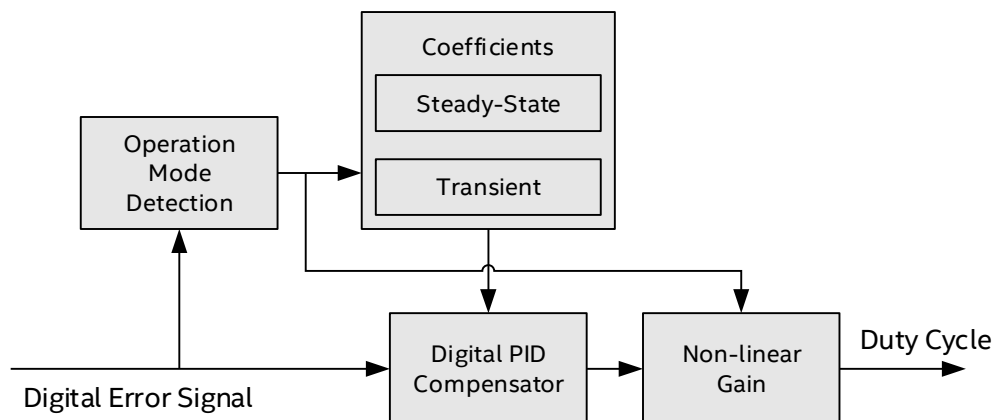 Coefficients
Steady-State
Transient
Operation
Mode
Detection
Digital Error Signal
Digital PID
Compensator
Non-linear
Gain
Duty Cycle